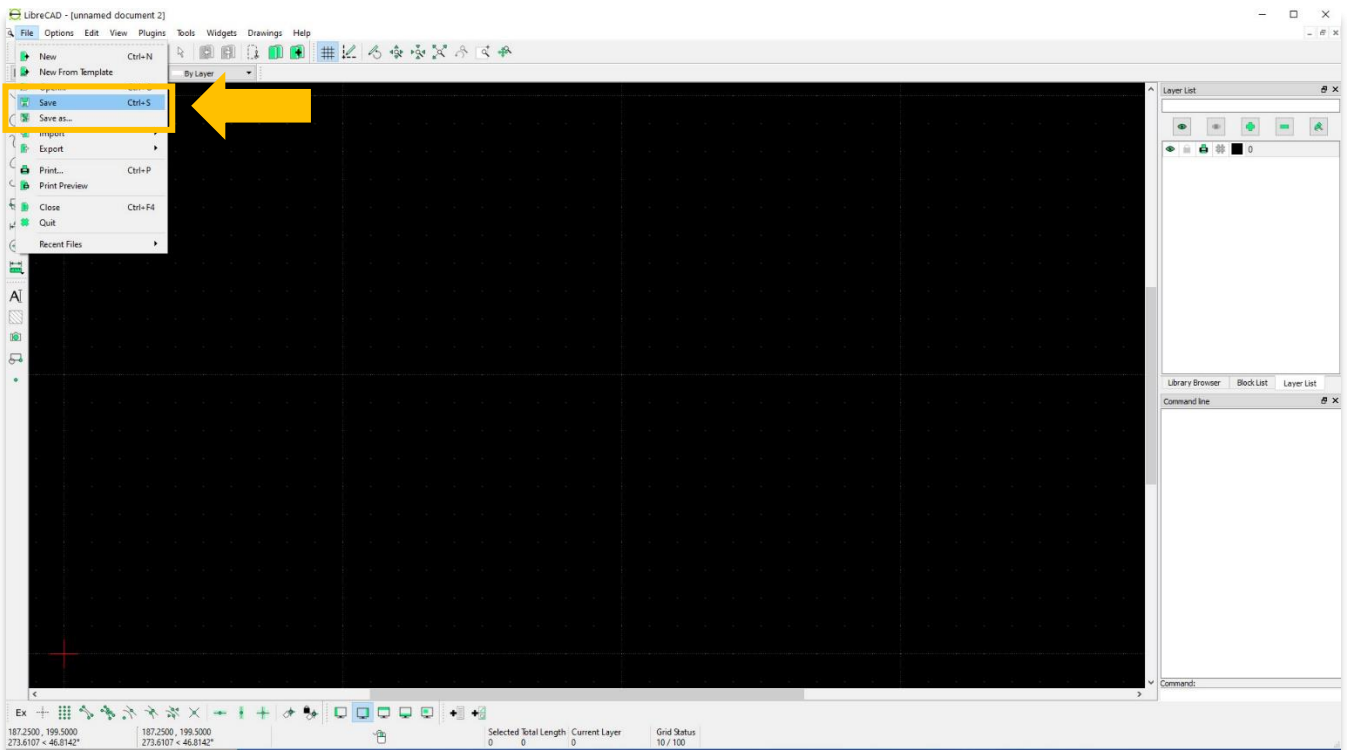 LibreCAD - [unnamed document 2]
File Options Edit View Plugins Tools Widgets Drawings Help
New Ctrl+N
New From Template
By Layer
Save Ctrl+S
Save as...
Import
Export
Print... Ctrl+P
Print Preview
Close Ctrl+F4
Quit
Recent Files
Layer List
0
Library Browser Block List Layer List
Command line
Command:
Ex
187.2500 , 199.5000 187.2500 , 199.5000 Selected Total Length Current Layer Grid Status
273.6107 < 46.8142° 273.6107 < 46.8142° 0 0 0 10 / 100